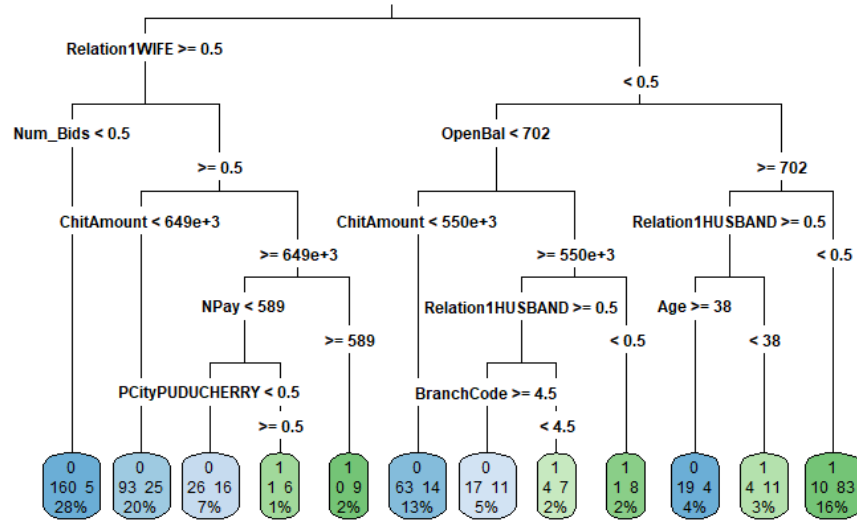 Relation1WIFE >= 0.5
< 0.5
Num_Bids < 0.5
OpenBal < 702
>= 0.5
>= 702
ChitAmount < 649e+3
ChitAmount < 550e+3
Relation1HUSBAND >= 0.5
>= 649e+3
>= 550e+3
< 0.5
NPay < 589
Relation1HUSBAND >= 0.5
Age >= 38
>= 589
< 0.5
< 38
PCityPUDUCHERRY < 0.5
BranchCode >= 4.5
>= 0.5
< 4.5
0 0 0 1 1 0 0 1 1 0 1 1
160 5 93 25 26 16 1 6 0 9 63 14 17 11 4 7 1 8 19 4 4 11 10 83
28% 20% 7% 1% 2% 13% 5% 2% 2% 4% 3% 16%